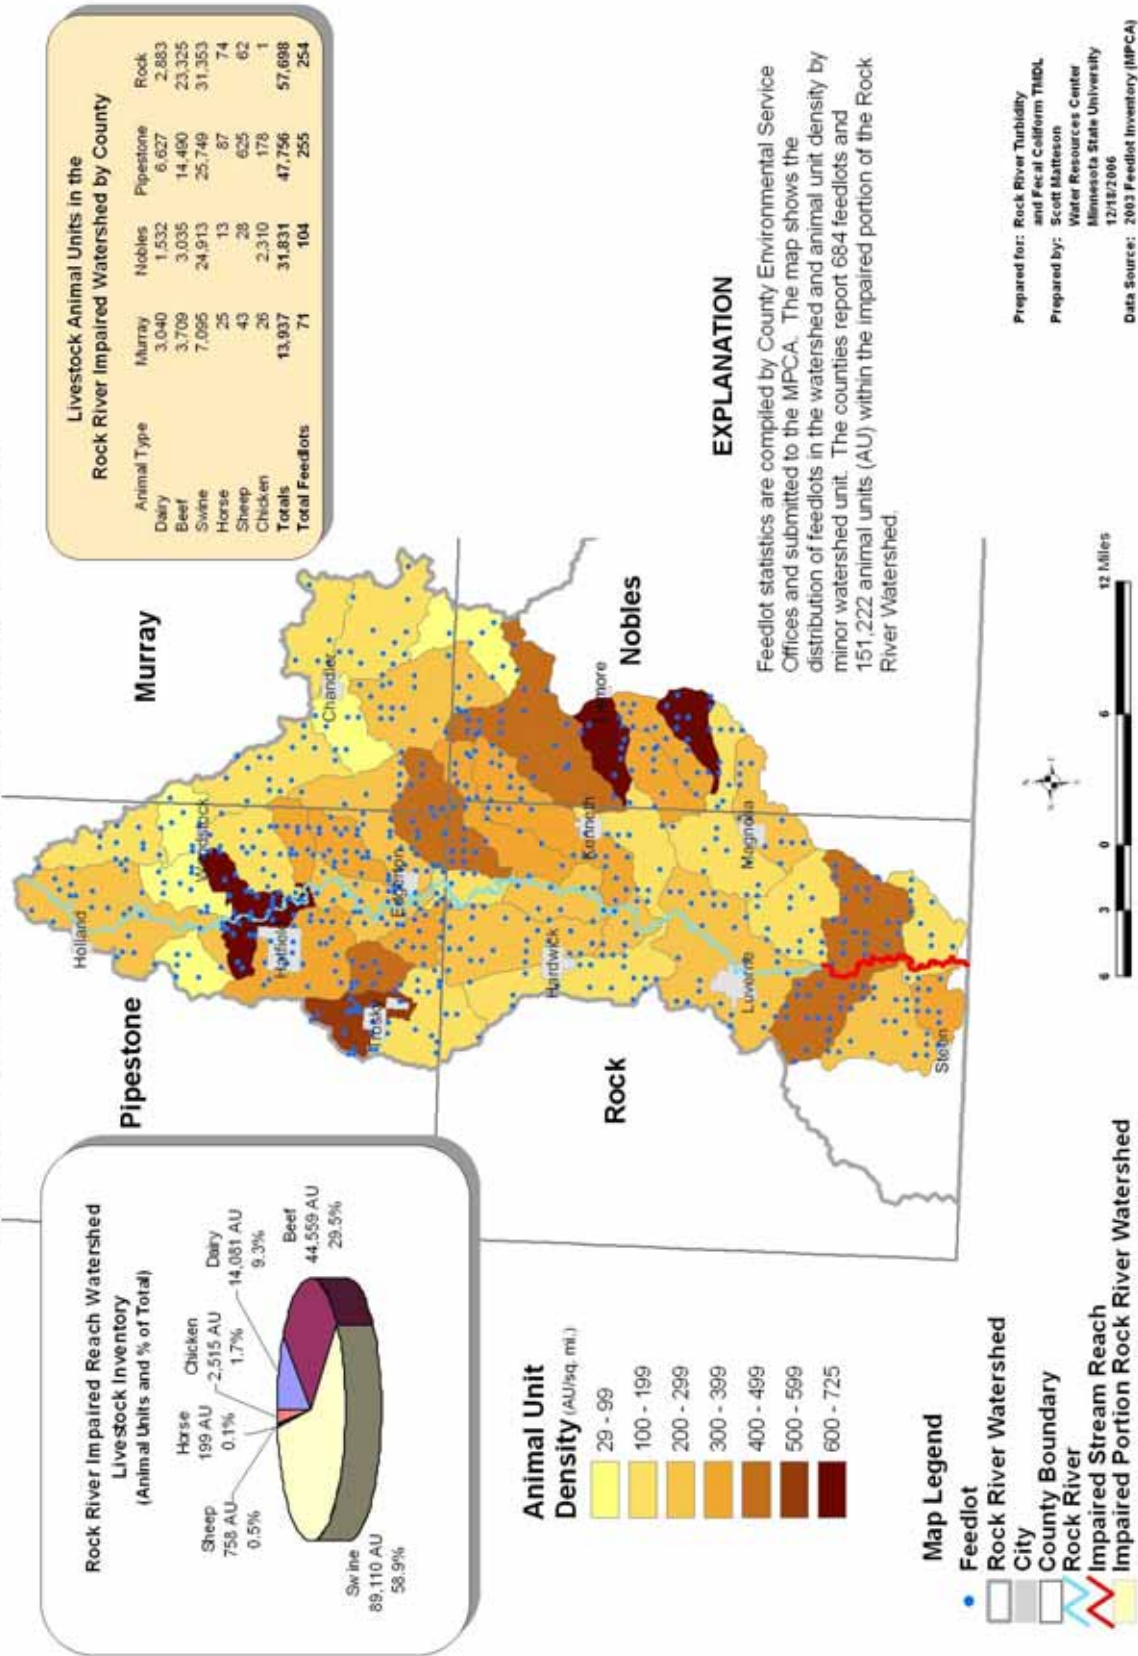 Rock River Impaired Reach Watershed
Livestock Inventory
(Animal Units and % of Total)
Sheep
758 AU
0.5%
Horse
199 AU
0.1%
Chicken
2,515 AU
1.7%
Dairy
14,081 AU
9.3%
Beef
44,559 AU
29.5%
Swine
89,110 AU
58.9%
Livestock Animal Units in the
Rock River Impaired Watershed by County
Animal Type Murray Nobles Pipestone Rock
Dairy 3,040 1,532 6,627 2,883
Beef 3,709 3,035 14,490 23,325
Swine 7,095 24,913 25,749 31,353
Horse 25 13 87 74
Sheep 43 28 625 62
Chicken 26 2,310 178 1
Totals 13,937 31,831 47,756 57,698
Total Feedlots 71 104 255 254
Pipestone
Murray
Rock
Nobles
Holland
Woodstock
Hatfield
Trosky
Edgerton
Chandler
Hardwick
Kenneth
Luverne
Magnolia
Steen
EXPLANATION
Feedlot statistics are compiled by County Environmental Service
Offices and submitted to the MPCA. The map shows the
distribution of feedlots in the watershed and animal unit density by
minor watershed unit. The counties report 684 feedlots and
151,222 animal units (AU) within the impaired portion of the Rock
River Watershed.
Animal Unit
Density (AU/sq. mi.)
29 - 99
100 - 199
200 - 299
300 - 399
400 - 499
500 - 599
600 - 725
Map Legend
Feedlot
Rock River Watershed
City
County Boundary
Rock River
Impaired Stream Reach
Impaired Portion Rock River Watershed
6 3 0 6 12 Miles
Prepared for: Rock River Turbidity
and Fecal Coliform TMDL
Prepared by: Scott Matteson
Water Resources Center
Minnesota State University
12/18/2006
Data Source: 2003 Feedlot Inventory (MPCA)